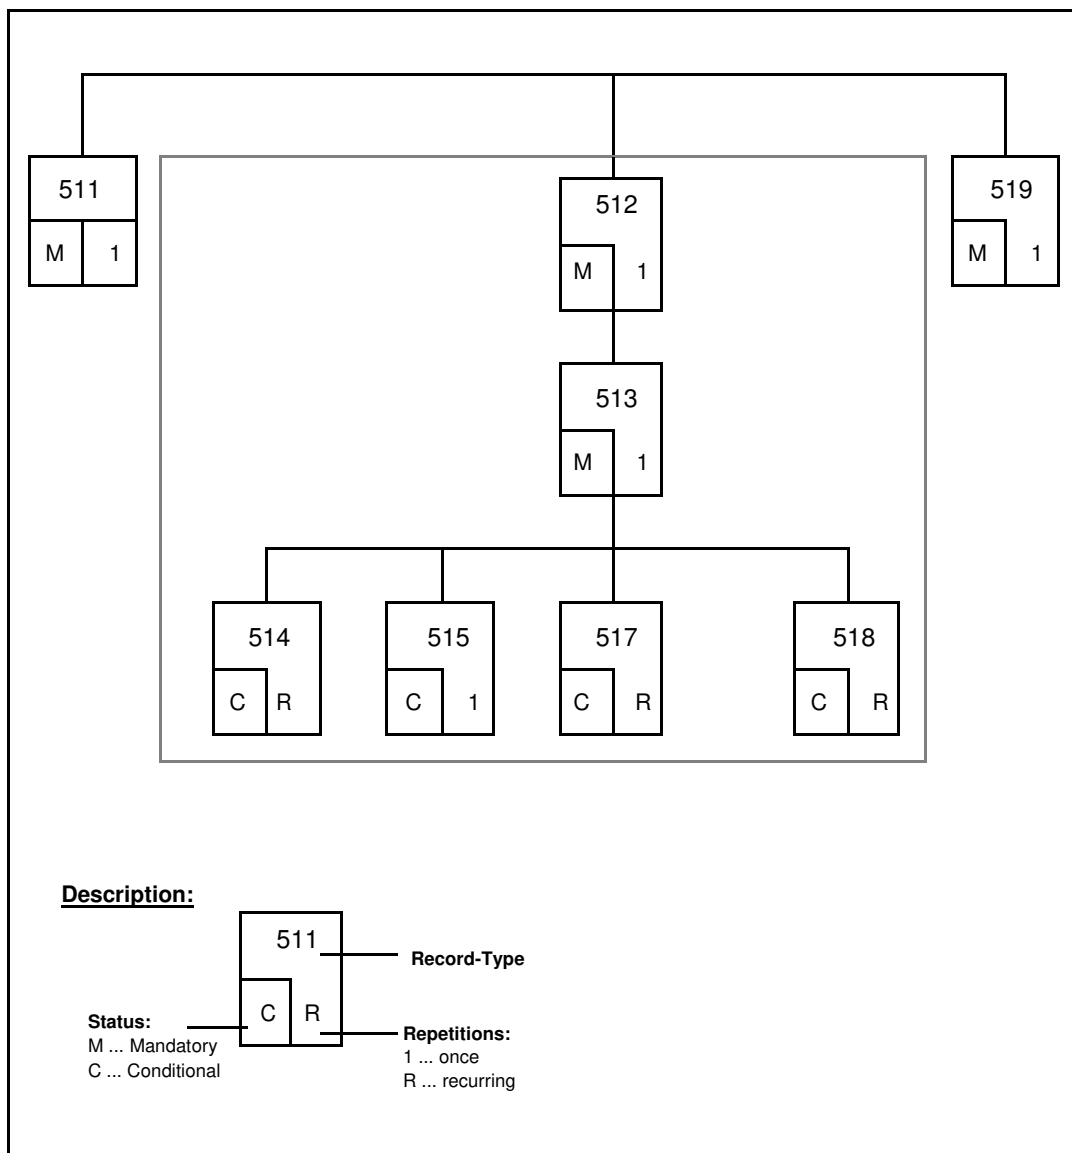 511
M 1
512
M 1
519
M 1
513
M 1
514
C R
515
C 1
517
C R
518
C R
Description:
511
Record-Type
C R
Status:
M ... Mandatory
C ... Conditional
Repetitions:
1 ... once
R ... recurring